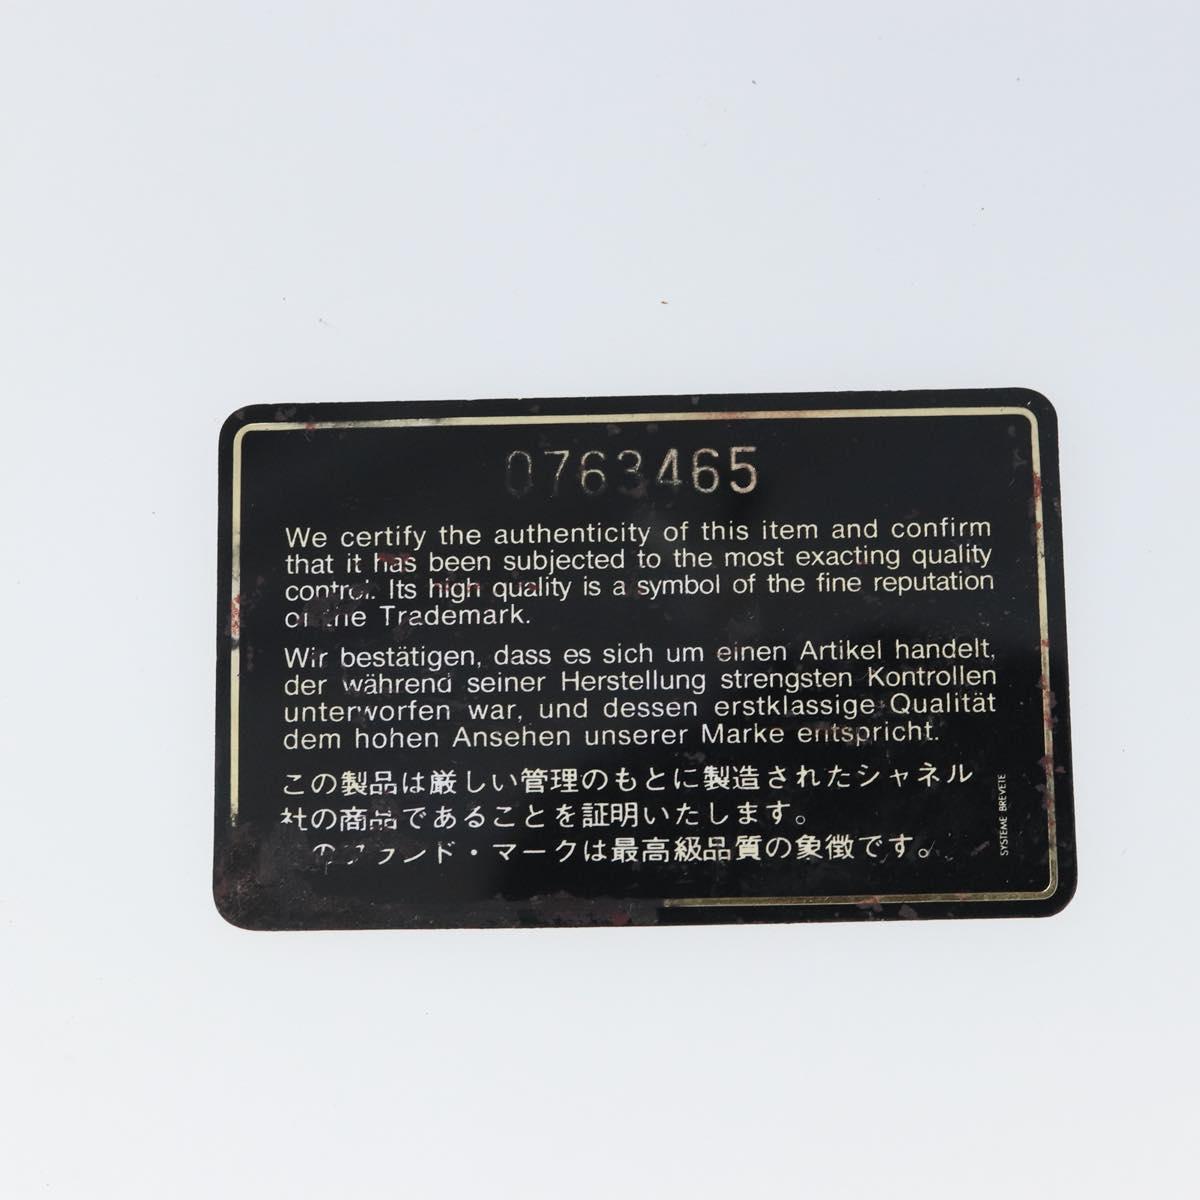 0763465
We certify the authenticity of this item and confirm
that it has been subjected to the most exacting quality
control. Its high quality is a symbol of the fine reputation
of the Trademark.
Wir bestätigen, dass es sich um einen Artikel handelt,
der während seiner Herstellung strengsten Kontrollen
unterworfen war, und dessen erstklassige Qualität
dem hohen Ansehen unserer Marke entspricht.
この製品は厳しい管理のもとに製造されたシャネル
社の商品であることを証明いたします。
のブランド・マークは最高級品質の象徴です。
SYSTEME BREVETE